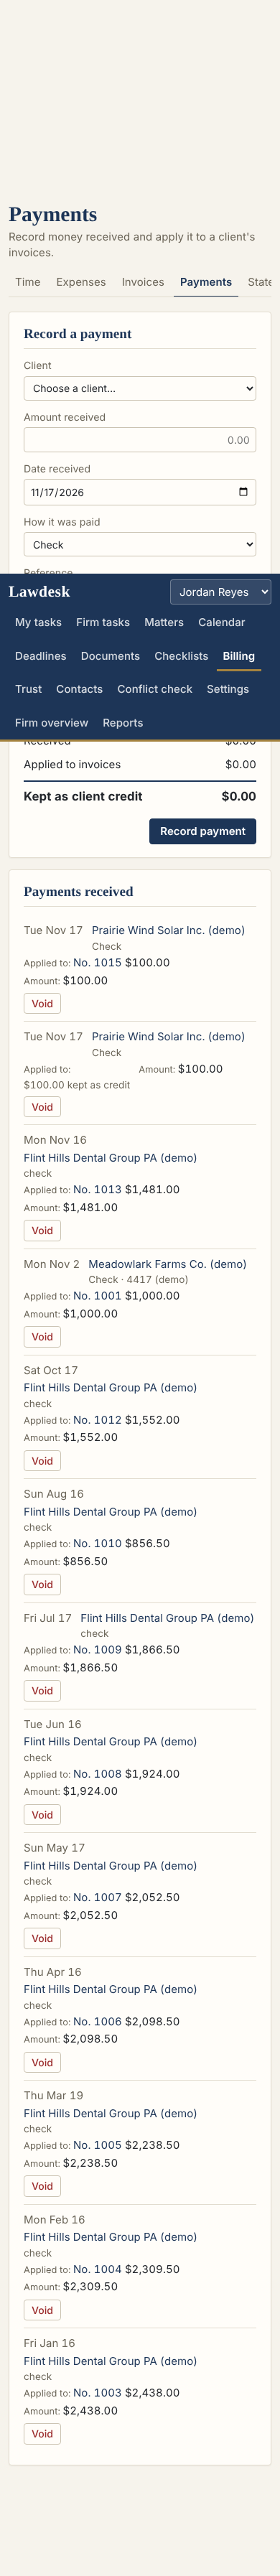 Payments
Record money received and apply it to a client's
invoices.
Time Expenses Invoices Payments State
Record a payment
Client
Choose a client...
Amount received
0.00
Date received
11/17/2026
How it was paid
Check
Reference
Lawdesk Jordan Reyes
My tasks Firm tasks Matters Calendar
Deadlines Documents Checklists Billing
Trust Contacts Conflict check Settings
Firm overview Reports
Received $0.00
Applied to invoices $0.00
Kept as client credit $0.00
Record payment
Payments received
Tue Nov 17 Prairie Wind Solar Inc. (demo)
Check
Applied to: No. 1015 $100.00
Amount: $100.00
Void
Tue Nov 17 Prairie Wind Solar Inc. (demo)
Check
Applied to: Amount: $100.00
$100.00 kept as credit
Void
Mon Nov 16
Flint Hills Dental Group PA (demo)
check
Applied to: No. 1013 $1,481.00
Amount: $1,481.00
Void
Mon Nov 2 Meadowlark Farms Co. (demo)
Check · 4417 (demo)
Applied to: No. 1001 $1,000.00
Amount: $1,000.00
Void
Sat Oct 17
Flint Hills Dental Group PA (demo)
check
Applied to: No. 1012 $1,552.00
Amount: $1,552.00
Void
Sun Aug 16
Flint Hills Dental Group PA (demo)
check
Applied to: No. 1010 $856.50
Amount: $856.50
Void
Fri Jul 17 Flint Hills Dental Group PA (demo)
check
Applied to: No. 1009 $1,866.50
Amount: $1,866.50
Void
Tue Jun 16
Flint Hills Dental Group PA (demo)
check
Applied to: No. 1008 $1,924.00
Amount: $1,924.00
Void
Sun May 17
Flint Hills Dental Group PA (demo)
check
Applied to: No. 1007 $2,052.50
Amount: $2,052.50
Void
Thu Apr 16
Flint Hills Dental Group PA (demo)
check
Applied to: No. 1006 $2,098.50
Amount: $2,098.50
Void
Thu Mar 19
Flint Hills Dental Group PA (demo)
check
Applied to: No. 1005 $2,238.50
Amount: $2,238.50
Void
Mon Feb 16
Flint Hills Dental Group PA (demo)
check
Applied to: No. 1004 $2,309.50
Amount: $2,309.50
Void
Fri Jan 16
Flint Hills Dental Group PA (demo)
check
Applied to: No. 1003 $2,438.00
Amount: $2,438.00
Void